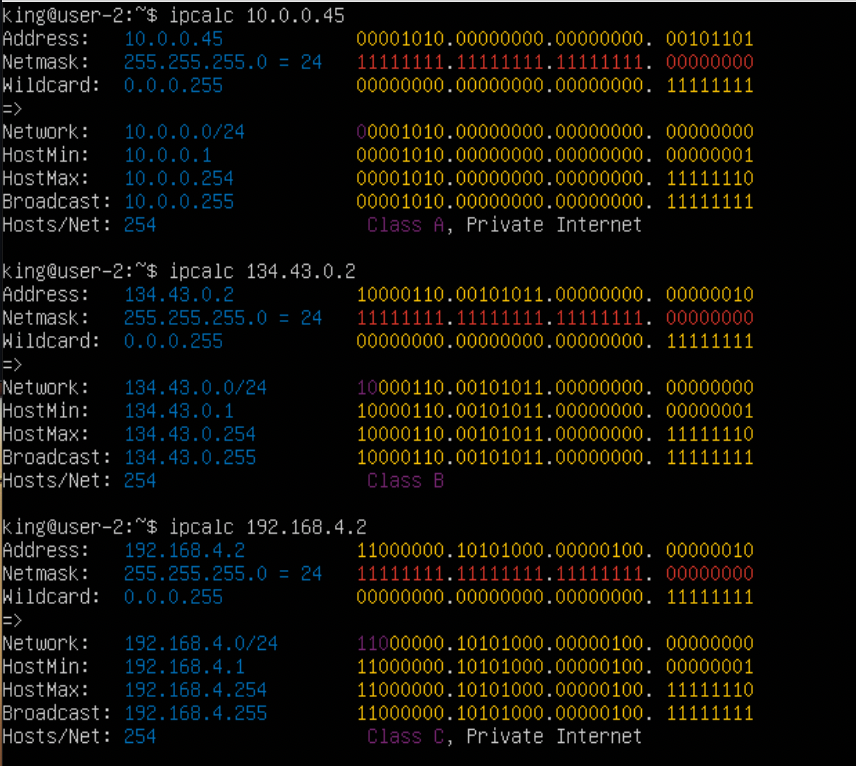 king@user-2:~$ ipcalc 10.0.0.45
Address:   10.0.0.45            00001010.00000000.00000000. 00101101
Netmask:   255.255.255.0 = 24   11111111.11111111.11111111. 00000000
Wildcard:  0.0.0.255            00000000.00000000.00000000. 11111111
=>
Network:   10.0.0.0/24          00001010.00000000.00000000. 00000000
HostMin:   10.0.0.1             00001010.00000000.00000000. 00000001
HostMax:   10.0.0.254           00001010.00000000.00000000. 11111110
Broadcast: 10.0.0.255           00001010.00000000.00000000. 11111111
Hosts/Net: 254                   Class A, Private Internet
king@user-2:~$ ipcalc 134.43.0.2
Address:   134.43.0.2           10000110.00101011.00000000. 00000010
Netmask:   255.255.255.0 = 24   11111111.11111111.11111111. 00000000
Wildcard:  0.0.0.255            00000000.00000000.00000000. 11111111
=>
Network:   134.43.0.0/24        10000110.00101011.00000000. 00000000
HostMin:   134.43.0.1           10000110.00101011.00000000. 00000001
HostMax:   134.43.0.254         10000110.00101011.00000000. 11111110
Broadcast: 134.43.0.255         10000110.00101011.00000000. 11111111
Hosts/Net: 254                   Class B
king@user-2:~$ ipcalc 192.168.4.2
Address:   192.168.4.2          11000000.10101000.00000100. 00000010
Netmask:   255.255.255.0 = 24   11111111.11111111.11111111. 00000000
Wildcard:  0.0.0.255            00000000.00000000.00000000. 11111111
=>
Network:   192.168.4.0/24       11000000.10101000.00000100. 00000000
HostMin:   192.168.4.1          11000000.10101000.00000100. 00000001
HostMax:   192.168.4.254        11000000.10101000.00000100. 11111110
Broadcast: 192.168.4.255        11000000.10101000.00000100. 11111111
Hosts/Net: 254                   Class C, Private Internet